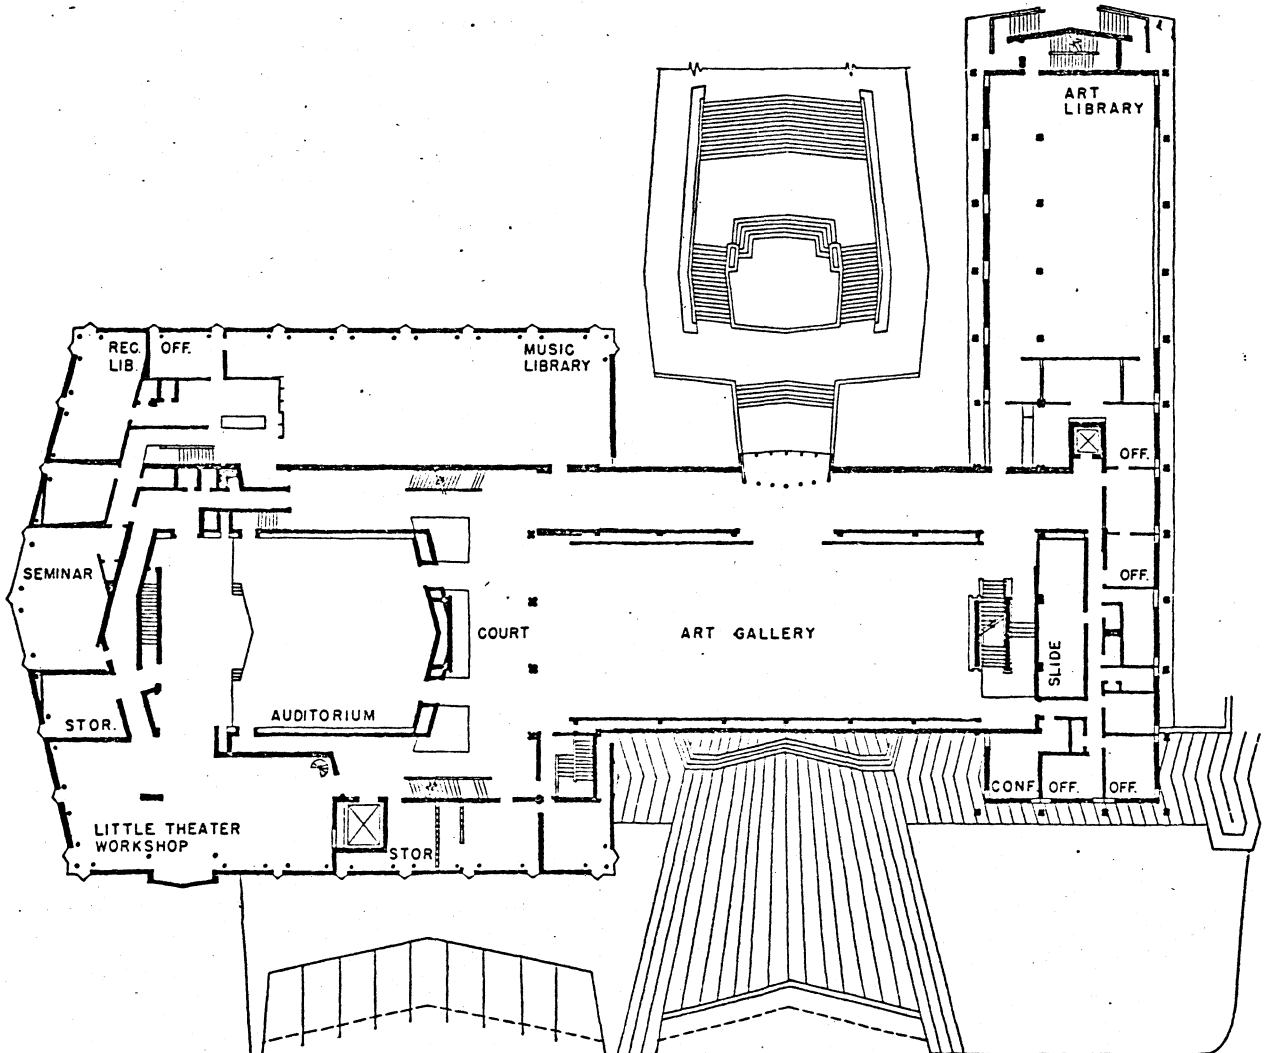 ART
LIBRARY
REC.
LIB.
OFF.
MUSIC
LIBRARY
OFF.
SEMINAR
OFF.
COURT
ART GALLERY
SLIDE
STOR.
AUDITORIUM
CONF.
OFF.
OFF.
LITTLE THEATER
WORKSHOP
STOR